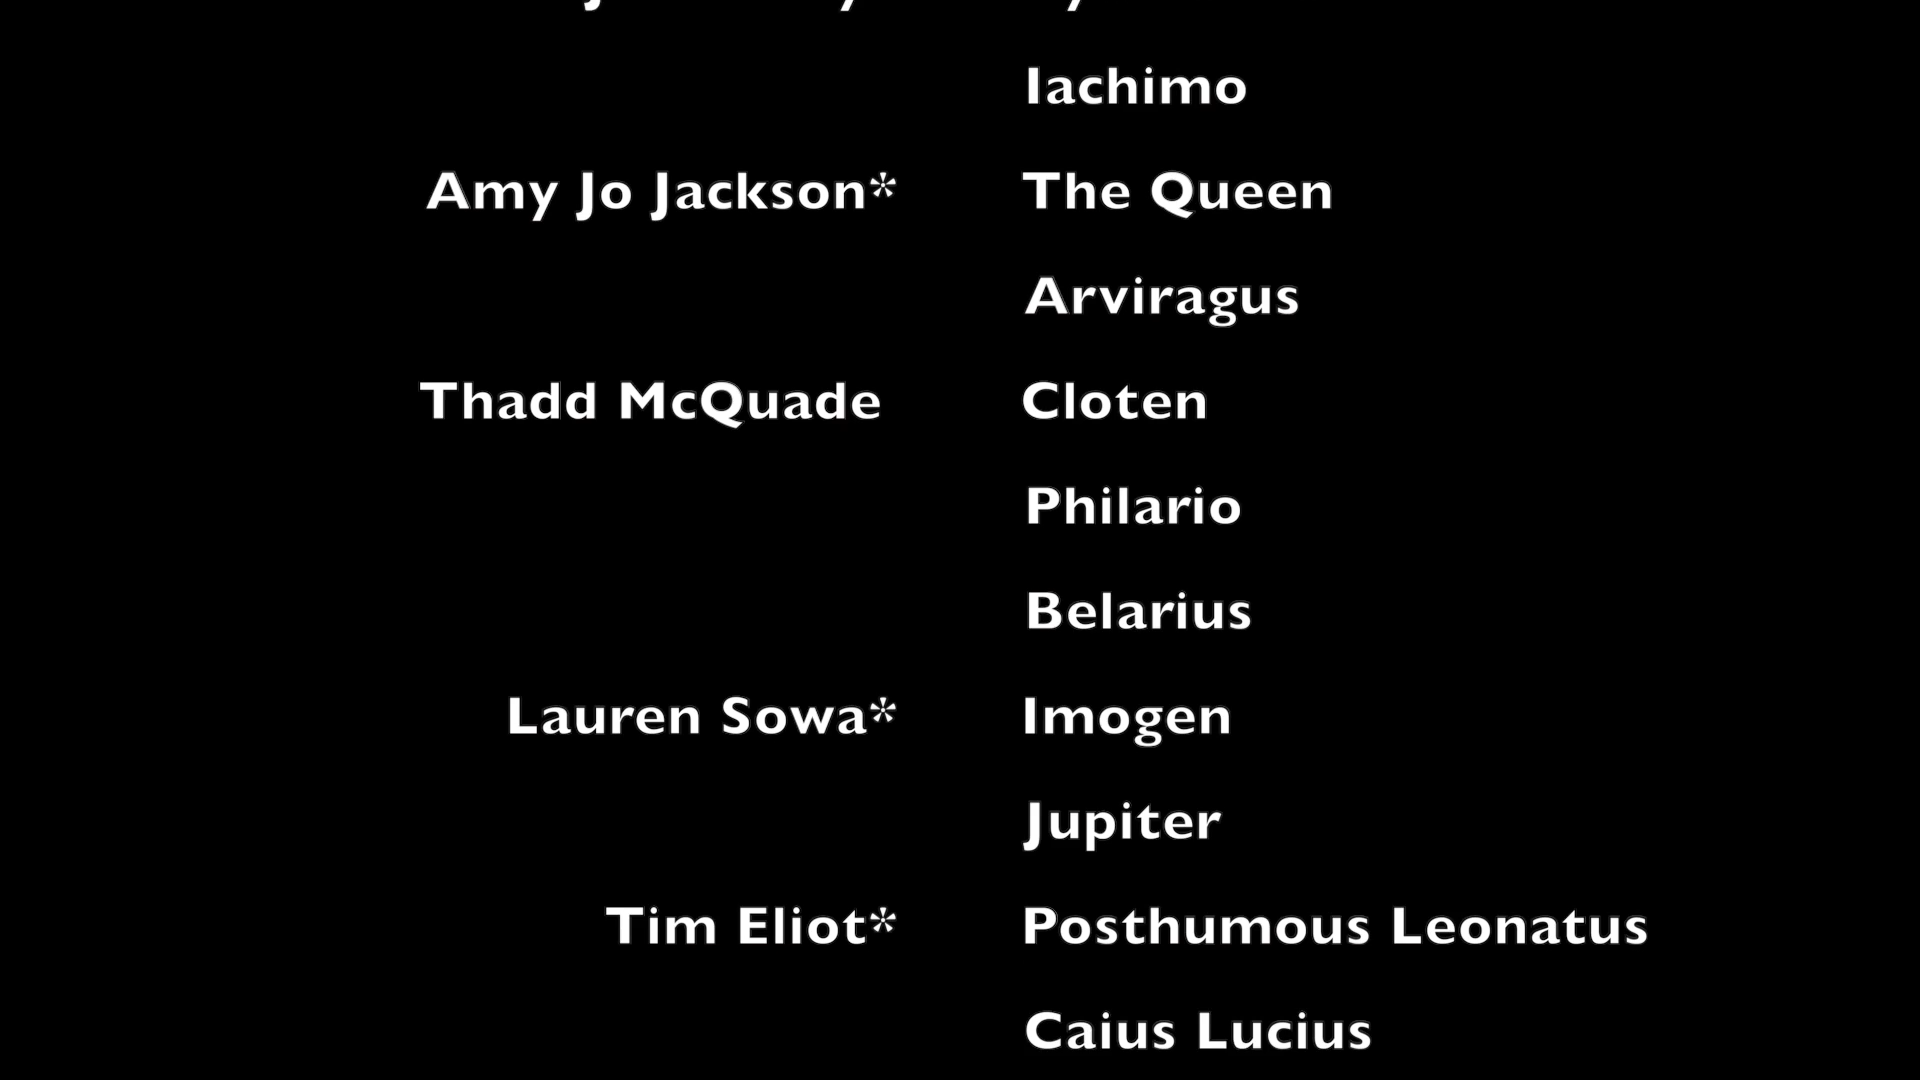 Iachimo
Amy Jo Jackson* The Queen
Arviragus
Thadd McQuade Cloten
Philario
Belarius
Lauren Sowa* Imogen
Jupiter
Tim Eliot* Posthumous Leonatus
Caius Lucius